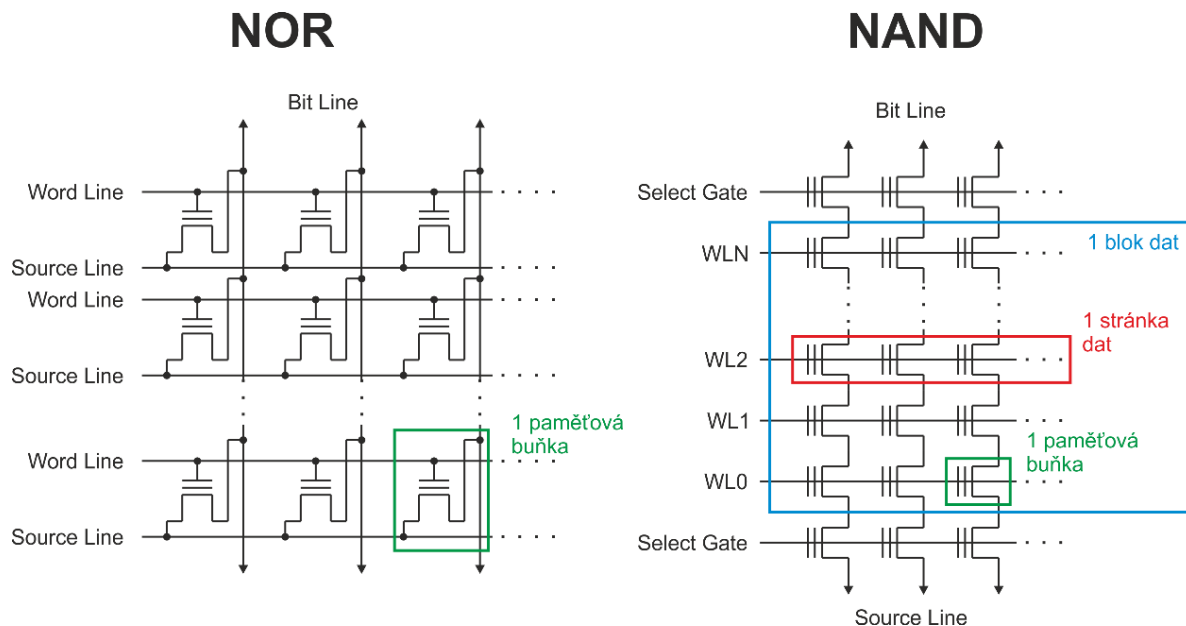 NOR
Bit Line
Word Line
Source Line
Word Line
Source Line
1 paměťová
buňka
Word Line
Source Line
NAND
Bit Line
Select Gate
1 blok dat
WLN
1 stránka
dat
WL2
WL1
1 paměťová
buňka
WL0
Select Gate
Source Line